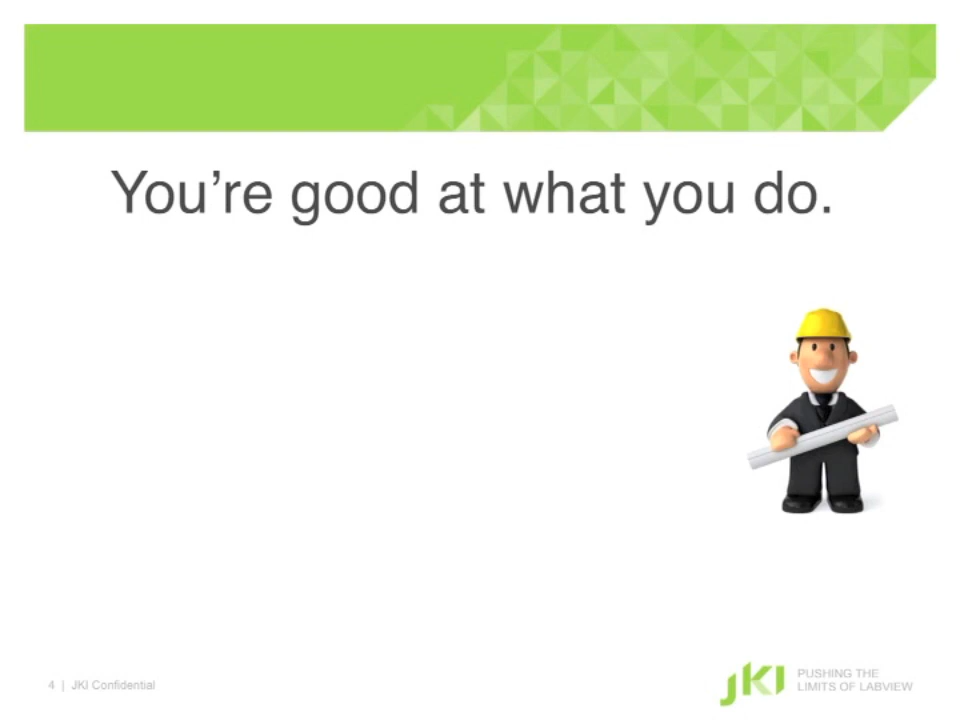 You’re good at what you do.
4 | JKI Confidential
JKI
PUSHING THE
LIMITS OF LABVIEW